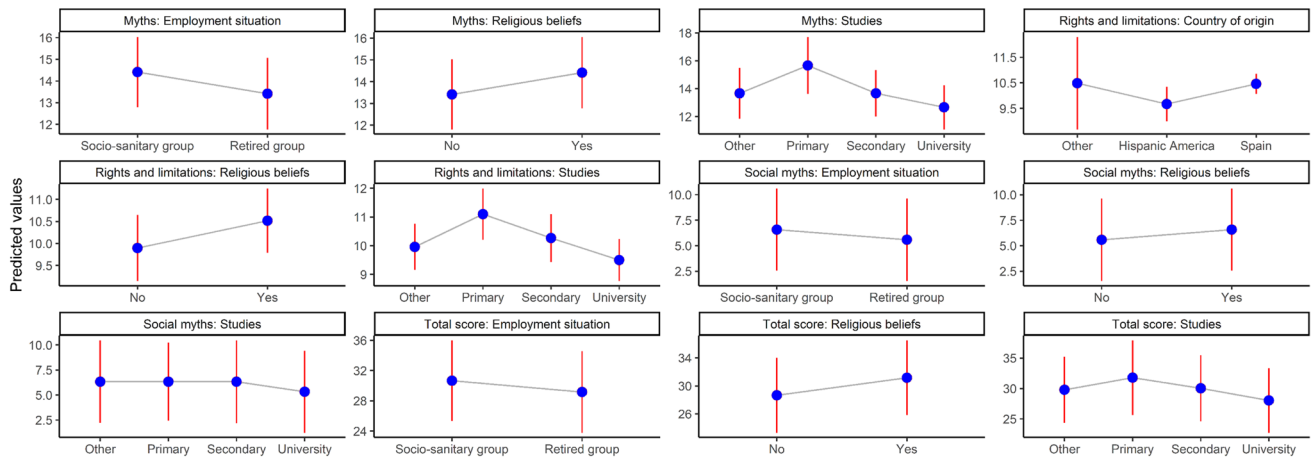 Myths: Employment situation
Myths: Religious beliefs
Myths: Studies
Rights and limitations: Country of origin
16
15
14
13
12
Socio-sanitary group
Retired group
16
15
14
13
12
No
Yes
18
16
14
12
Other
Primary
Secondary
University
11.5
10.5
9.5
Other
Hispanic America
Spain
Predicted values
Rights and limitations: Religious beliefs
Rights and limitations: Studies
Social myths: Employment situation
Social myths: Religious beliefs
11.0
10.5
10.0
9.5
No
Yes
12
11
10
9
Other
Primary
Secondary
University
10.0
7.5
5.0
2.5
Socio-sanitary group
Retired group
10.0
7.5
5.0
2.5
No
Yes
Social myths: Studies
Total score: Employment situation
Total score: Religious beliefs
Total score: Studies
10.0
7.5
5.0
2.5
Other
Primary
Secondary
University
36
32
28
24
Socio-sanitary group
Retired group
34
30
26
No
Yes
35
30
25
Other
Primary
Secondary
University